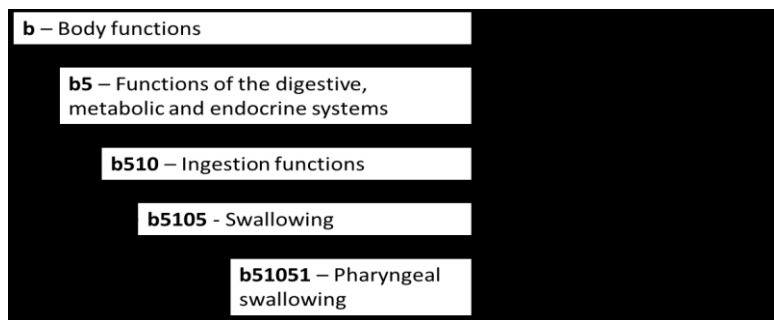 b – Body functions
b5 – Functions of the digestive,
metabolic and endocrine systems
b510 – Ingestion functions
b5105 - Swallowing
b51051 – Pharyngeal
swallowing